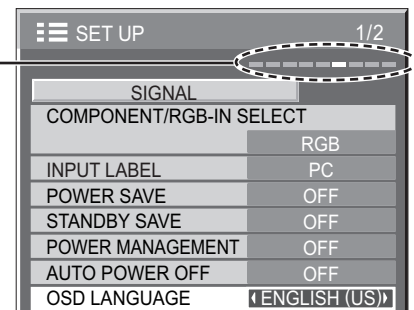 SET UP 1/2
SIGNAL
COMPONENT/RGB-IN SELECT
RGB
INPUT LABEL PC
POWER SAVE OFF
STANDBY SAVE OFF
POWER MANAGEMENT OFF
AUTO POWER OFF OFF
OSD LANGUAGE ENGLISH (US)